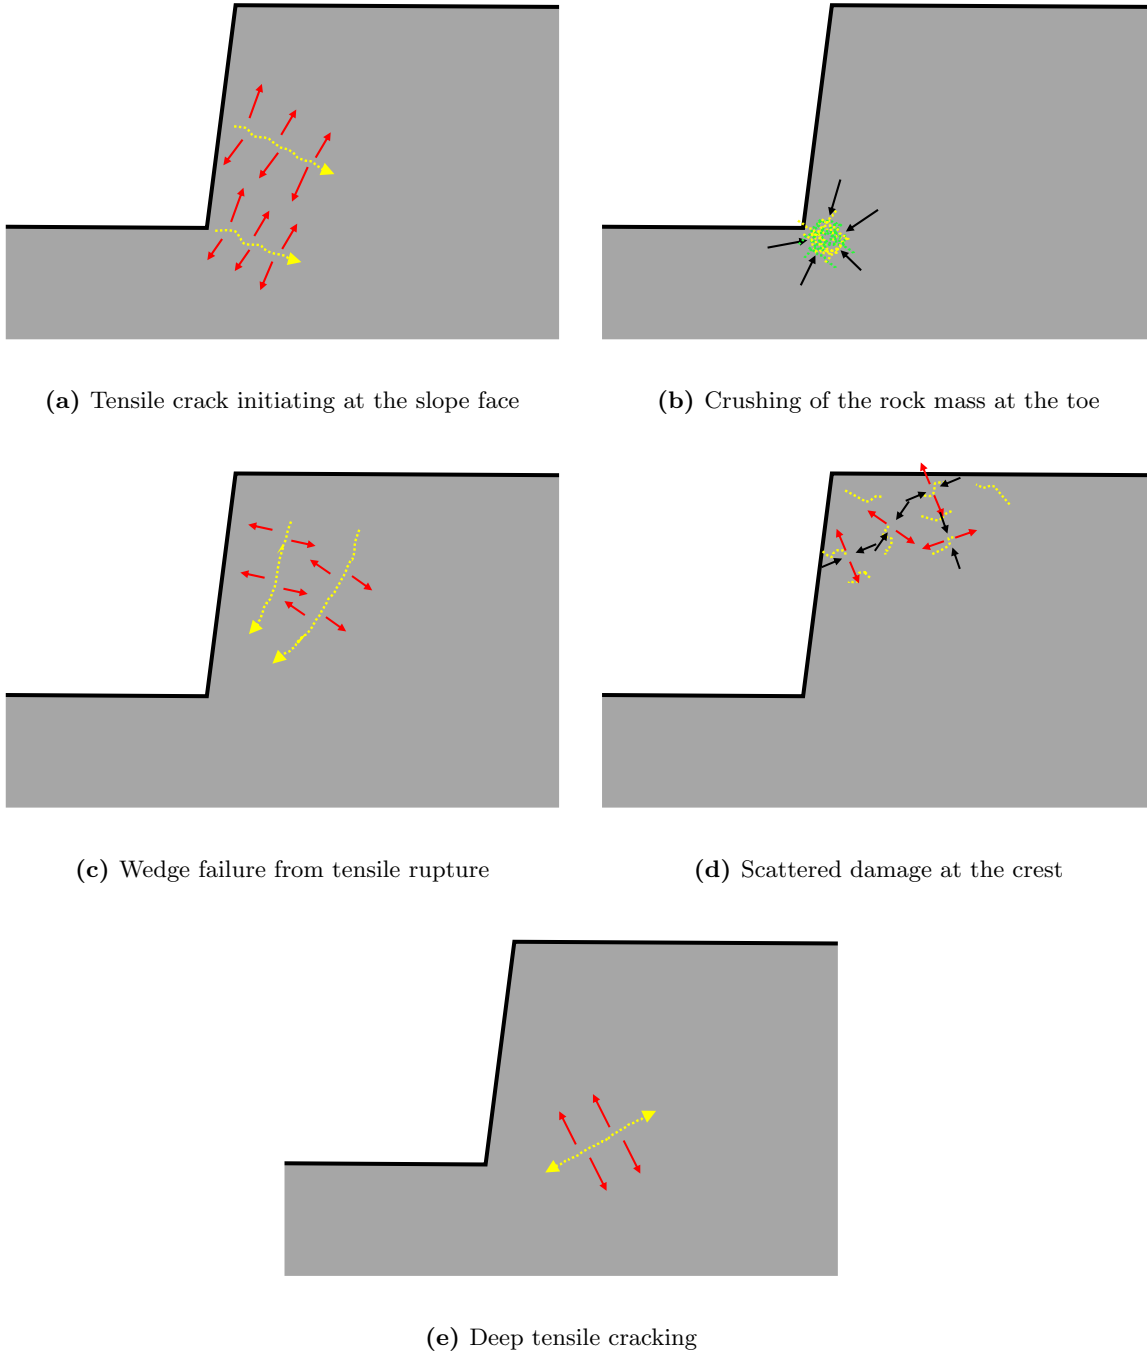 (a) Tensile crack initiating at the slope face
(b) Crushing of the rock mass at the toe
(c) Wedge failure from tensile rupture
(d) Scattered damage at the crest
(e) Deep tensile cracking